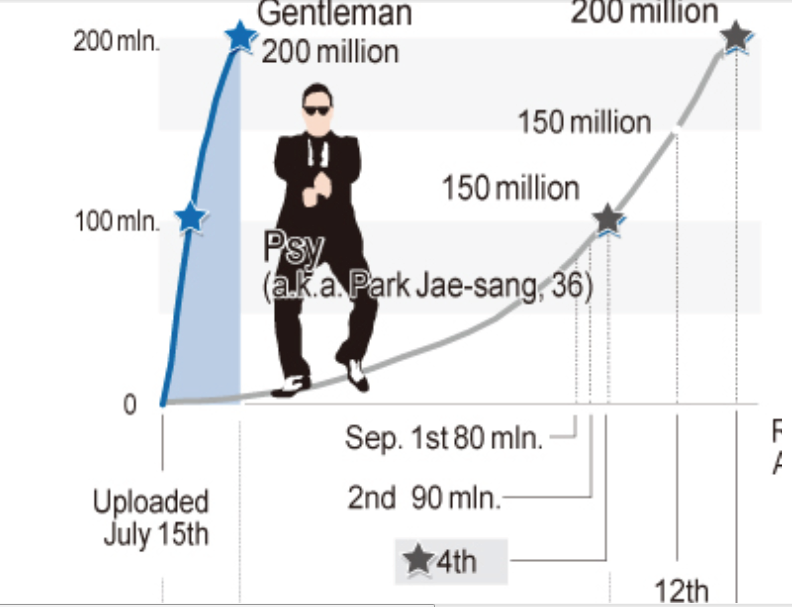 Gentleman
200 million
200 million
200 mln.
150 million
150 million
100 mln.
Psy
(a.k.a. Park Jae-sang, 36)
0
Sep. 1st 80 mln.
2nd 90 mln.
Uploaded
July 15th
4th
12th